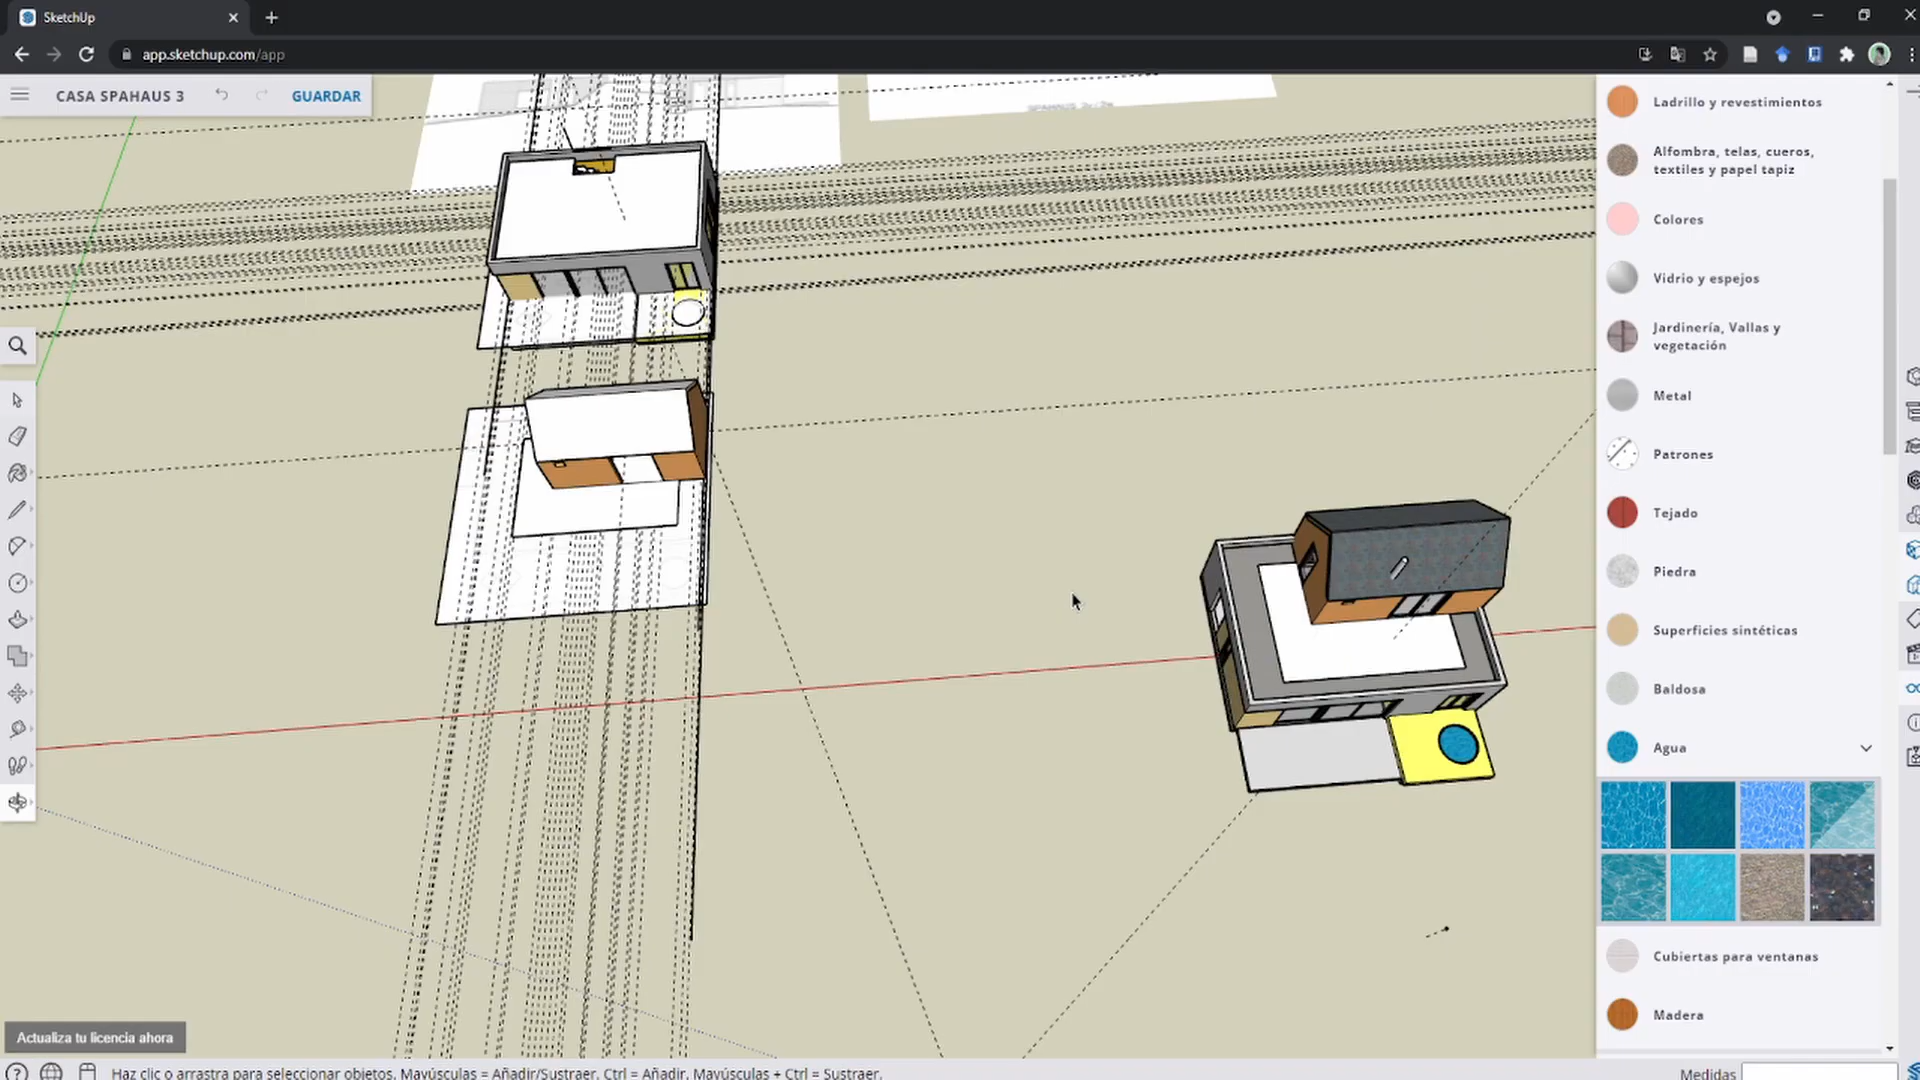 SketchUp
app.sketchup.com/app
CASA SPAHAUS 3
GUARDAR
Ladrillo y revestimientos
Alfombra, telas, cueros,
textiles y papel tapiz
Colores
Vidrio y espejos
Jardinería, Vallas y
vegetación
Metal
Patrones
Tejado
Piedra
Superficies sintéticas
Baldosa
Agua
Cubiertas para ventanas
Madera
Actualiza tu licencia ahora
Haz clic o arrastra para seleccionar objetos. Mayúsculas = Añadir/Sustraer. Ctrl = Añadir. Mayúsculas + Ctrl = Sustraer.
Medidas